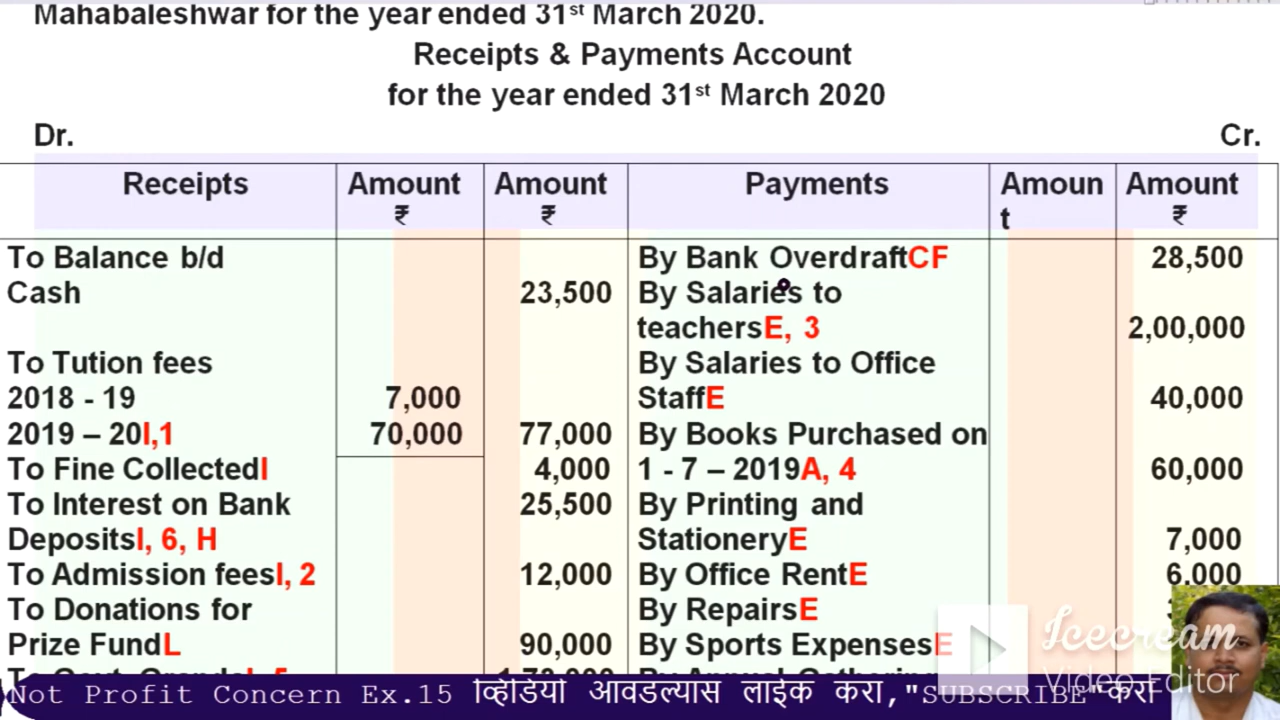 Mahabaleshwar for the year ended 31st March 2020.
Receipts & Payments Account
for the year ended 31st March 2020
Dr. Cr.
Receipts Amount ₹ Amount ₹ Payments Amoun t Amount ₹
To Balance b/d By Bank OverdraftCF 28,500
Cash 23,500 By Salaries to
teachersE, 3 2,00,000
To Tution fees By Salaries to Office
2018 - 19 7,000 StaffE 40,000
2019 – 20I,1 70,000 77,000 By Books Purchased on
To Fine CollectedI 4,000 1 - 7 – 2019A, 4 60,000
To Interest on Bank 25,500 By Printing and
DepositsI, 6, H StationeryE 7,000
To Admission feesI, 2 12,000 By Office RentE 6,000
To Donations for By RepairsE
Prize FundL 90,000 By Sports ExpensesE
Icecream
Video Editor
Not Profit Concern Ex.15 व्हिडियो आवडल्यास लाईक करा,"SUBSCRIBE"करा